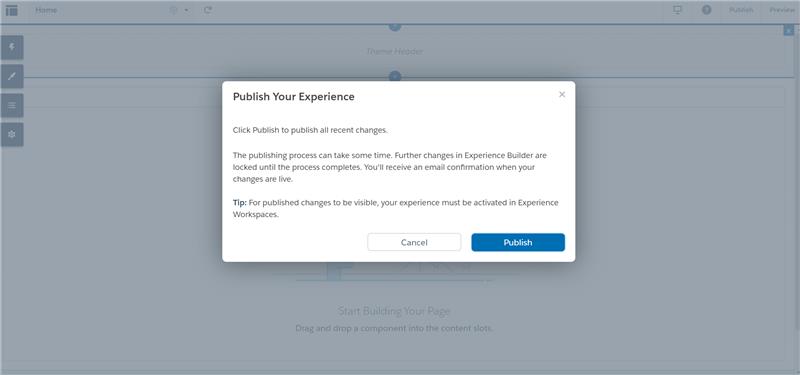 Home
Publish
Preview
Theme Header
Publish Your Experience
Click Publish to publish all recent changes.
The publishing process can take some time. Further changes in Experience Builder are
locked until the process completes. You'll receive an email confirmation when your
changes are live.
Tip: For published changes to be visible, your experience must be activated in Experience
Workspaces.
Cancel
Publish
Start Building Your Page
Drag and drop a component into the content slots.